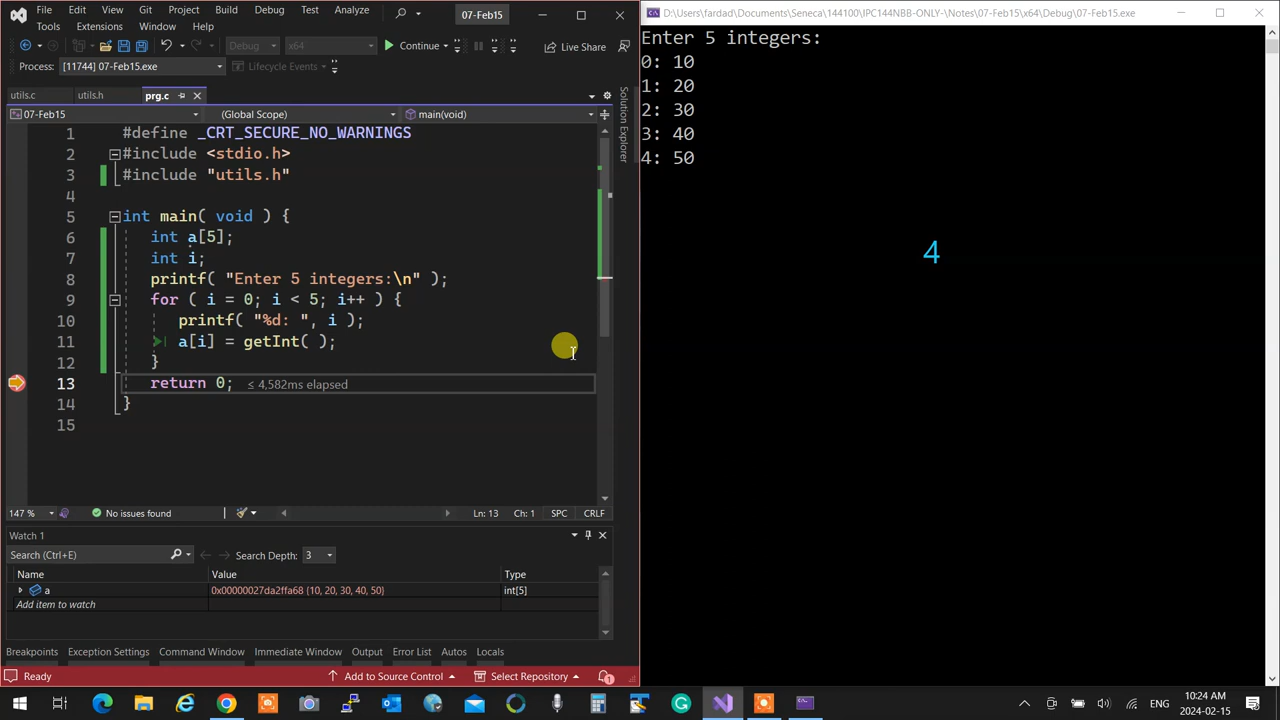 File Edit View Git Project Build Debug Test Analyze
Tools Extensions Window Help
07-Feb15
Debug x64 Continue Live Share
Process: [11744] 07-Feb15.exe Lifecycle Events
utils.c utils.h prg.c
07-Feb15 (Global Scope) main(void)
1 #define _CRT_SECURE_NO_WARNINGS
2 #include <stdio.h>
3 #include "utils.h"
4
5 int main( void ) {
6 int a[5];
7 int i;
8 printf( "Enter 5 integers:\n" );
9 for ( i = 0; i < 5; i++ ) {
10 printf( "%d: ", i );
11 a[i] = getInt( );
12 }
13 return 0; ≤ 4,582ms elapsed
14 }
15
147 % No issues found Ln: 13 Ch: 1 SPC CRLF
Watch 1
Search (Ctrl+E) Search Depth: 3
Name Value Type
a 0x00000027da2ffa68 {10, 20, 30, 40, 50} int[5]
Add item to watch
Breakpoints Exception Settings Command Window Immediate Window Output Error List Autos Locals
Ready Add to Source Control Select Repository 1
Solution Explorer
D:\Users\fardad\Documents\Seneca\144100\IPC144NBB-ONLY-\Notes\07-Feb15\x64\Debug\07-Feb15.exe
Enter 5 integers:
0: 10
1: 20
2: 30
3: 40
4: 50
4
ENG 10:24 AM
2024-02-15